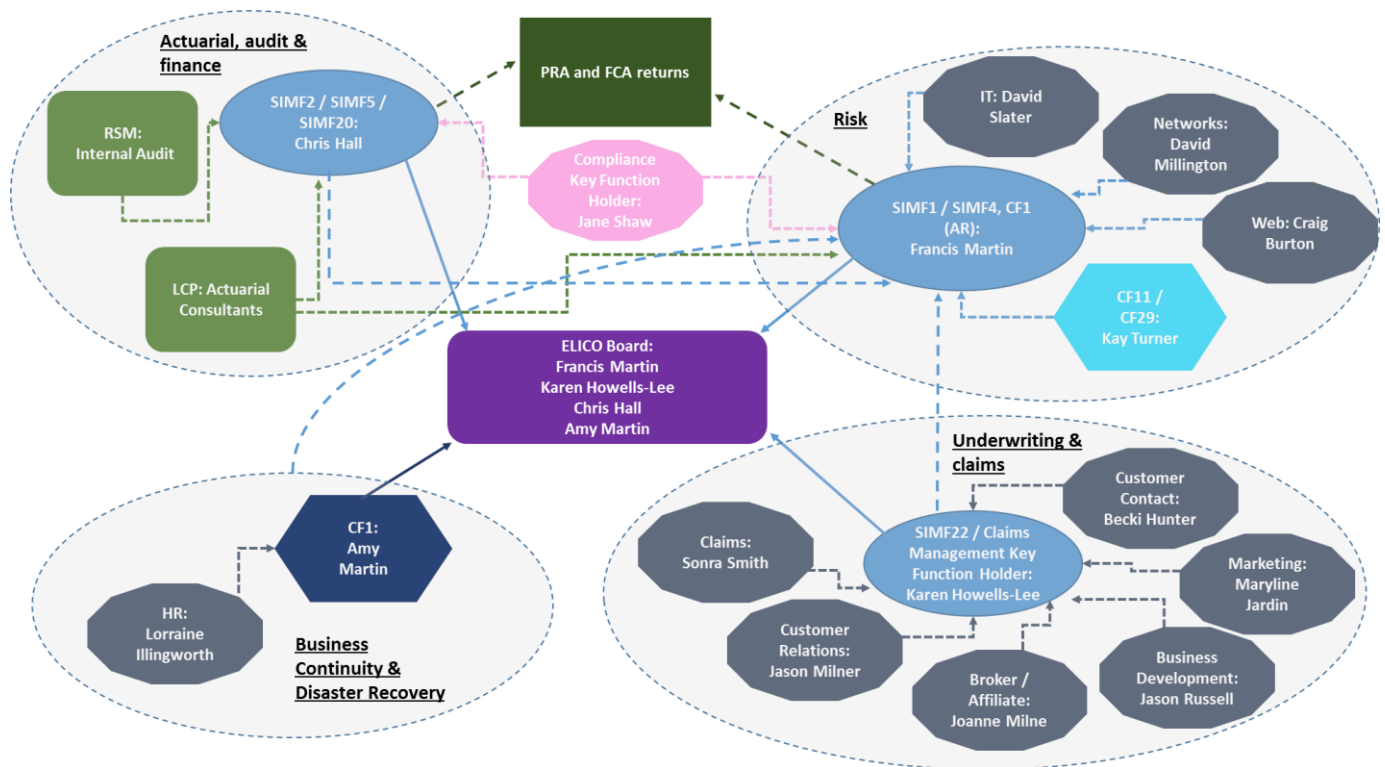 Actuarial, audit &
finance
SIMF2 / SIMF5 /
SIMF20:
Chris Hall
RSM:
Internal Audit
LCP: Actuarial
Consultants
PRA and FCA returns
Compliance
Key Function
Holder:
Jane Shaw
Risk
IT: David
Slater
Networks:
David
Millington
Web: Craig
Burton
SIMF1 / SIMF4, CF1
(AR):
Francis Martin
CF11 /
CF29:
Kay Turner
ELICO Board:
Francis Martin
Karen Howells-Lee
Chris Hall
Amy Martin
CF1:
Amy
Martin
HR:
Lorraine
Illingworth
Business
Continuity &
Disaster Recovery
Underwriting &
claims
Customer
Contact:
Becki Hunter
Claims:
Sonra Smith
SIMF22 / Claims
Management Key
Function Holder:
Karen Howells-Lee
Marketing:
Maryline
Jardin
Customer
Relations:
Jason Milner
Broker /
Affiliate:
Joanne Milne
Business
Development:
Jason Russell